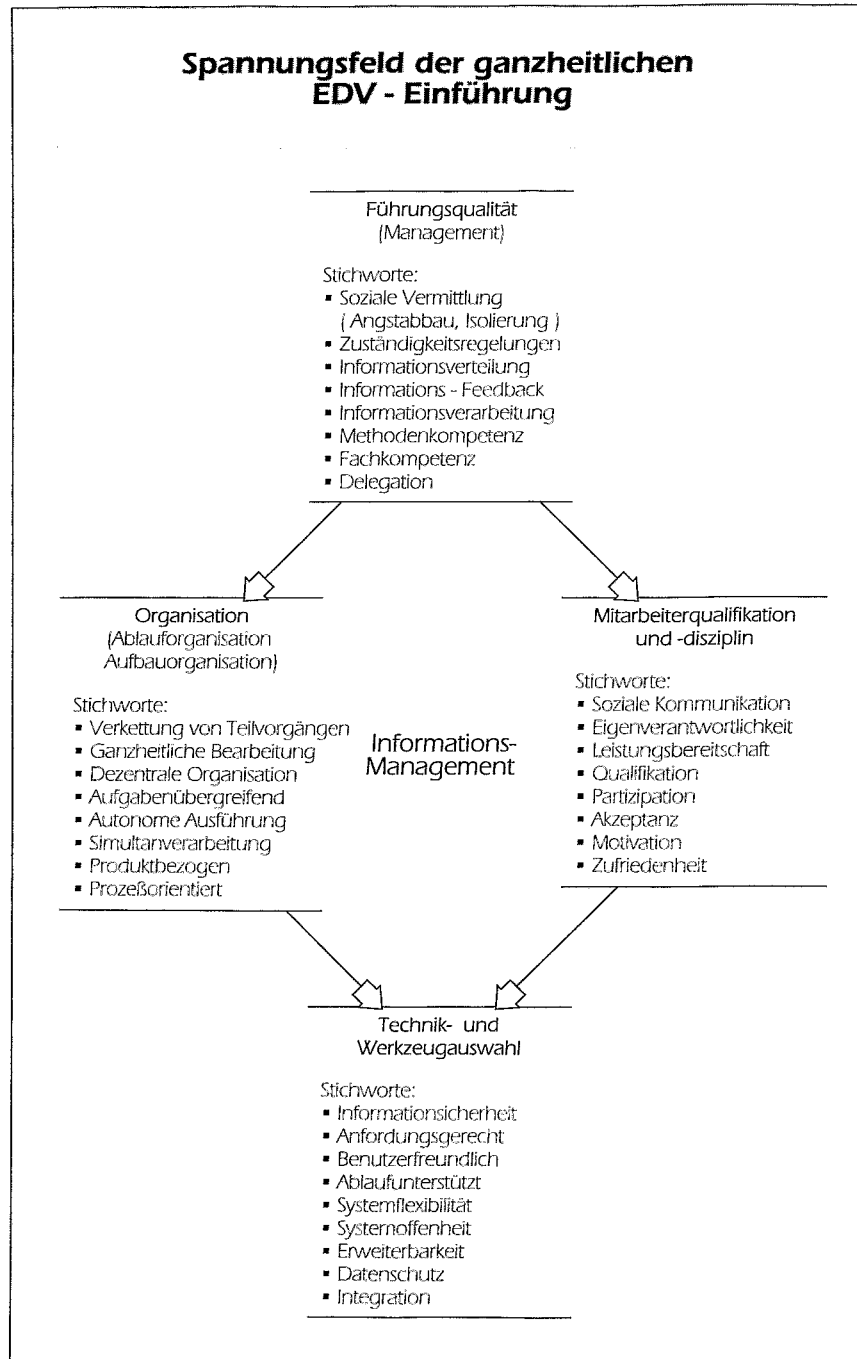 Spannungsfeld der ganzheitlichen
EDV - Einführung
Führungsqualität
(Management)
Stichworte:
▪ Soziale Vermittlung
( Angstabbau, Isolierung )
▪ Zuständigkeitsregelungen
▪ Informationsverteilung
▪ Informations - Feedback
▪ Informationsverarbeitung
▪ Methodenkompetenz
▪ Fachkompetenz
▪ Delegation
Organisation
(Ablauforganisation
Aufbauorganisation)
Stichworte:
▪ Verkettung von Teilvorgängen
▪ Ganzheitliche Bearbeitung
▪ Dezentrale Organisation
▪ Aufgabenübergreifend
▪ Autonome Ausführung
▪ Simultanverarbeitung
▪ Produktbezogen
▪ Prozeßorientiert
Informations-
Management
Mitarbeiterqualifikation
und -disziplin
Stichworte:
▪ Soziale Kommunikation
▪ Eigenverantwortlichkeit
▪ Leistungsbereitschaft
▪ Qualifikation
▪ Partizipation
▪ Akzeptanz
▪ Motivation
▪ Zufriedenheit
Technik- und
Werkzeugauswahl
Stichworte:
▪ Informationsicherheit
▪ Anfordungsgerecht
▪ Benutzerfreundlich
▪ Ablaufunterstützt
▪ Systemflexibilität
▪ Systemoffenheit
▪ Erweiterbarkeit
▪ Datenschutz
▪ Integration